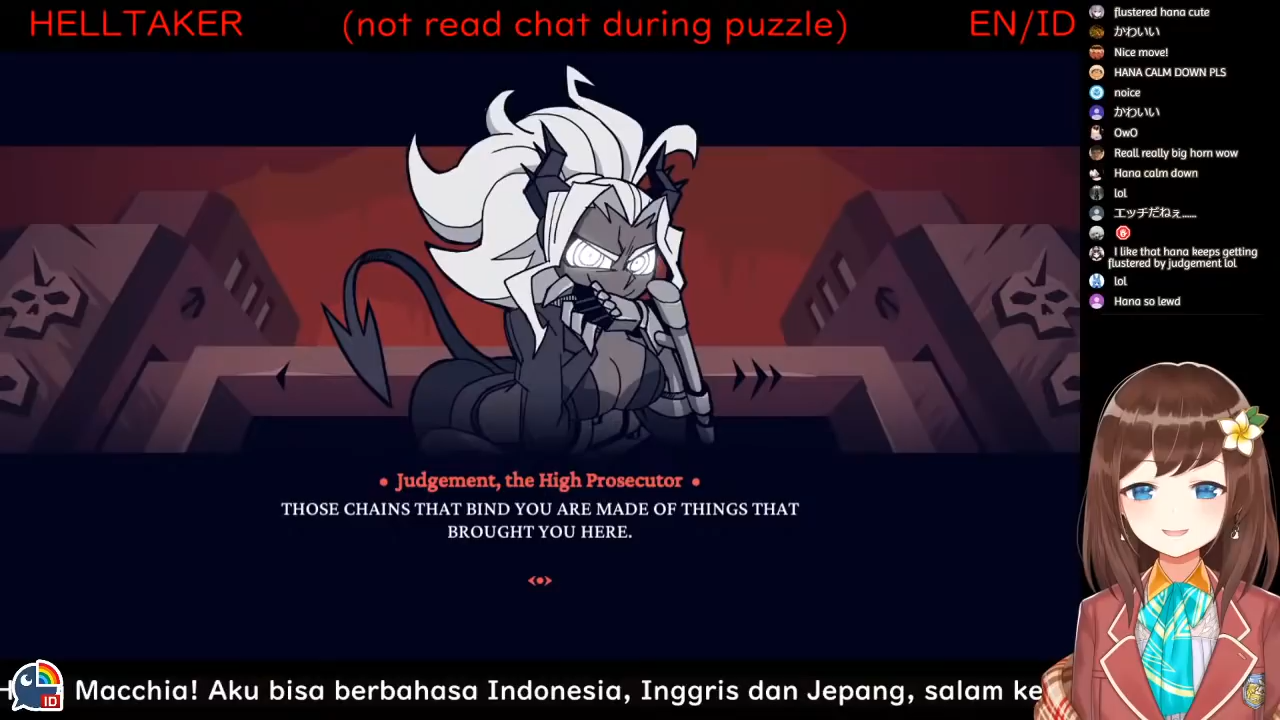 HELLTAKER (not read chat during puzzle) EN/ID
flustered hana cute
かわいい
Nice move!
HANA CALM DOWN PLS
noice
かわいい
OwO
Reall really big horn wow
Hana calm down
lol
エッチだねぇ......
I like that hana keeps getting
flustered by judgement lol
lol
Hana so lewd
• Judgement, the High Prosecutor •
THOSE CHAINS THAT BIND YOU ARE MADE OF THINGS THAT
BROUGHT YOU HERE.
ID
Macchia! Aku bisa berbahasa Indonesia, Inggris dan Jepang, salam ke